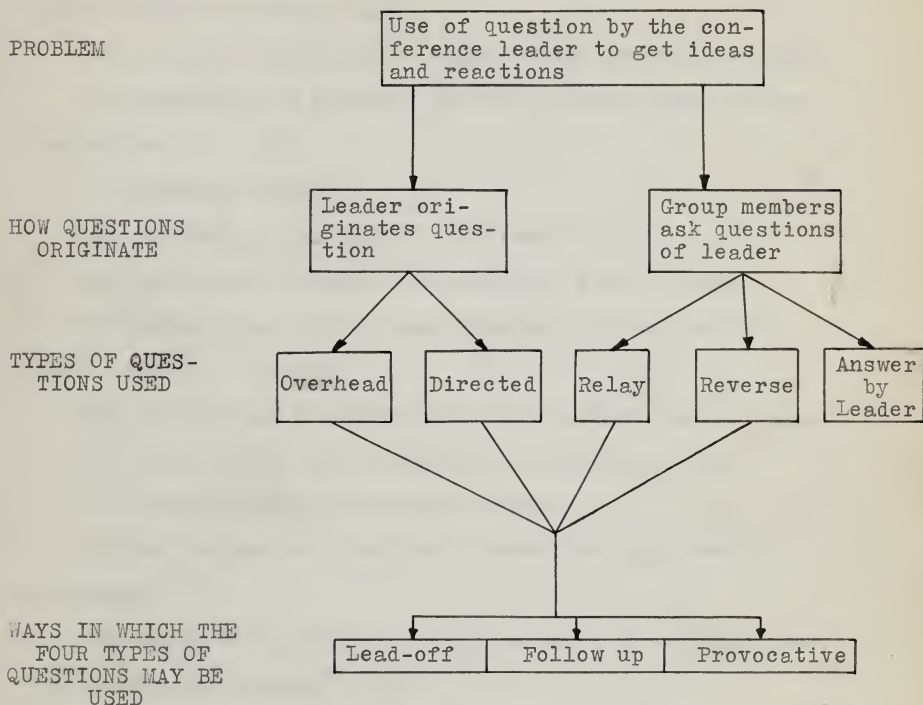 PROBLEM
Use of question by the con-
ference leader to get ideas
and reactions
HOW QUESTIONS
ORIGINATE
Leader ori-
ginates ques-
tion
Group members
ask questions
of leader
TYPES OF QUES-
TIONS USED
Overhead
Directed
Relay
Reverse
Answer
by
Leader
WAYS IN WHICH THE
FOUR TYPES OF
QUESTIONS MAY BE
USED
Lead-off
Follow up
Provocative